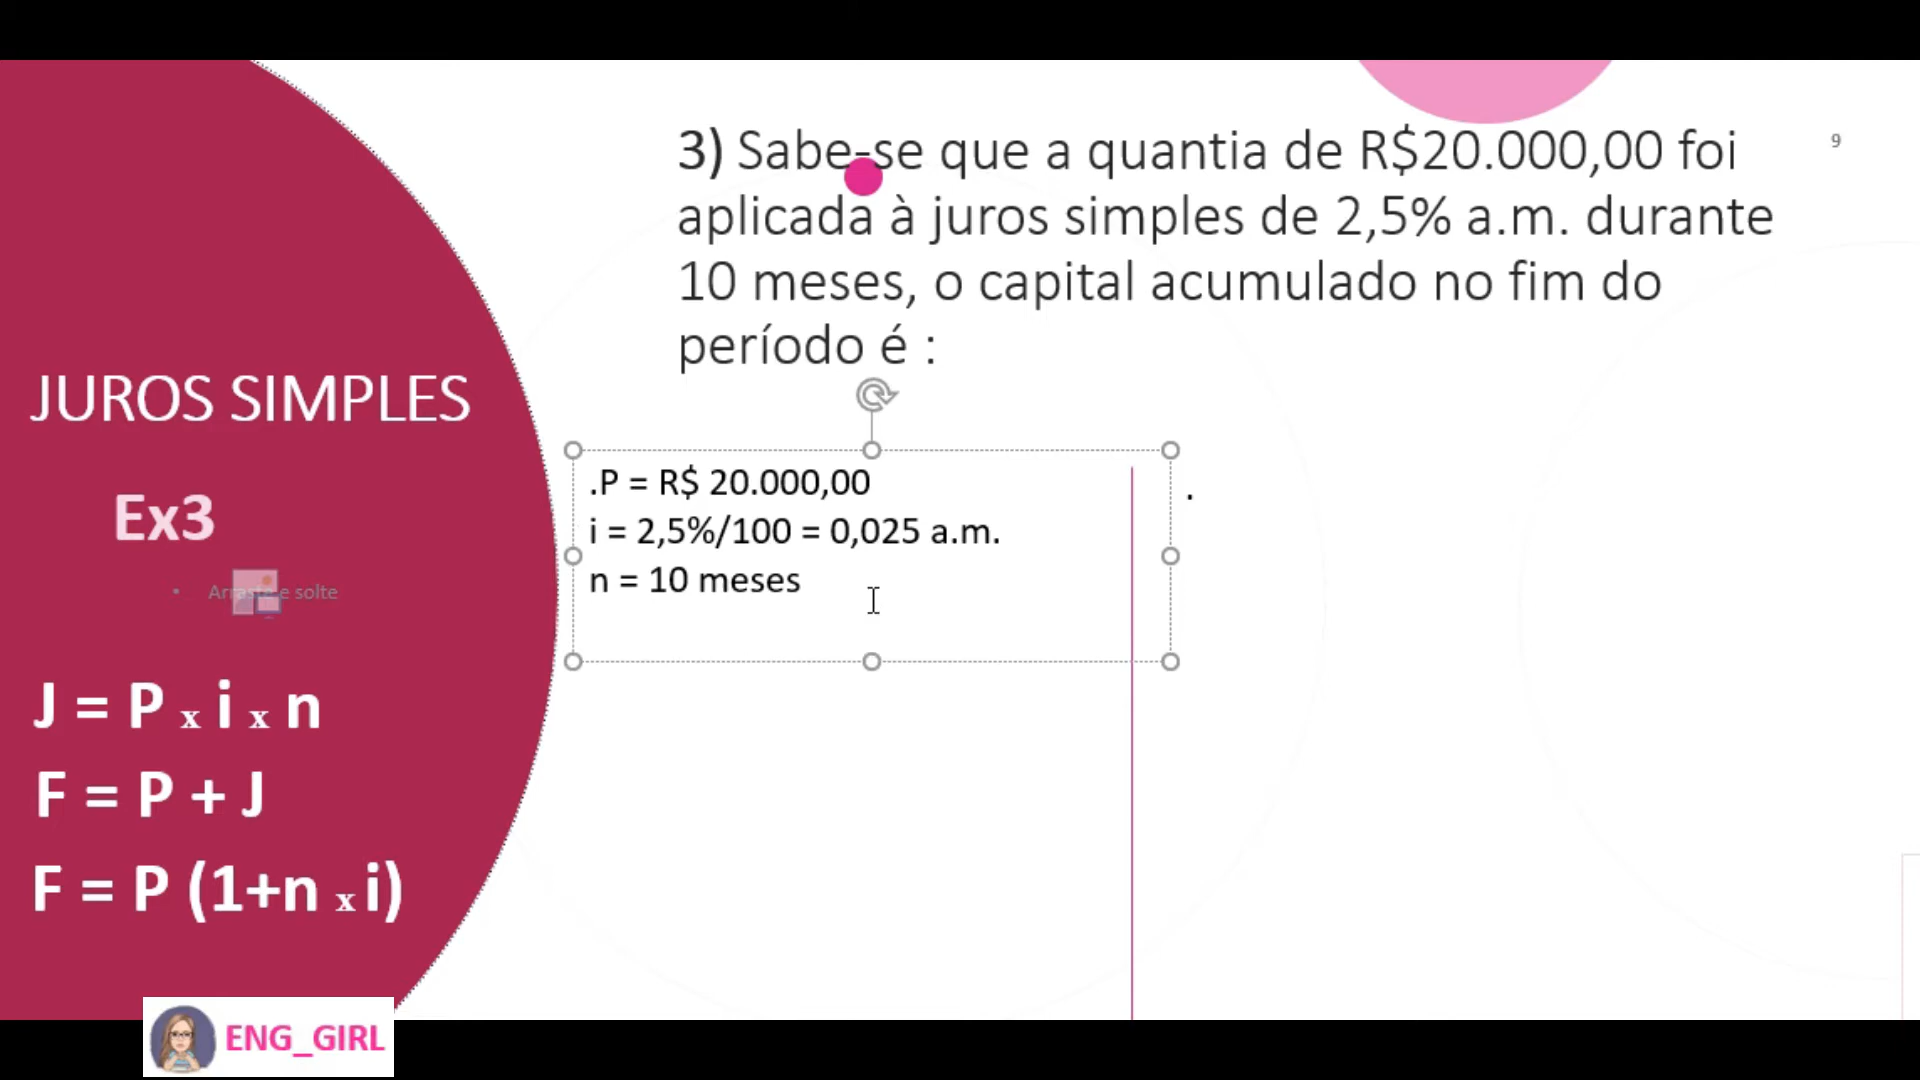 3) Sabe-se que a quantia de R$20.000,00 foi
aplicada à juros simples de 2,5% a.m. durante
10 meses, o capital acumulado no fim do
período é :
9
JUROS SIMPLES
Ex3
• Arraste e solte
J = P x i x n
F = P + J
F = P (1+n x i)
.P = R$ 20.000,00
i = 2,5%/100 = 0,025 a.m.
n = 10 meses
.
ENG_GIRL